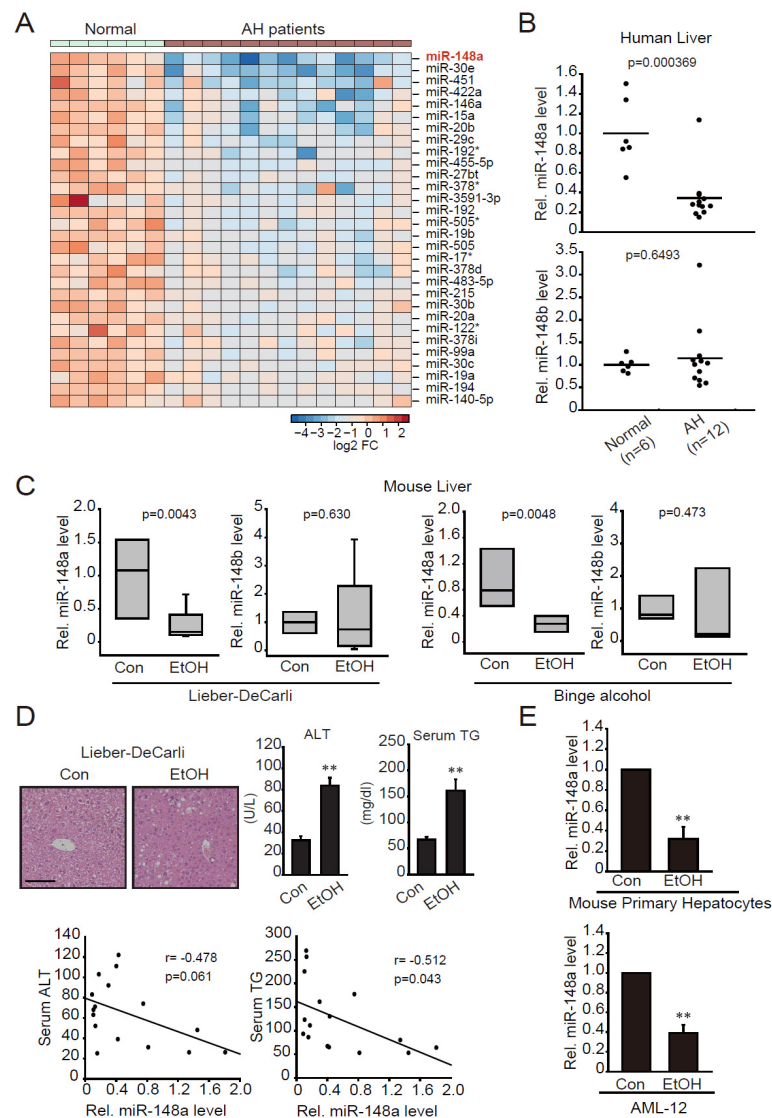 A
Normal
AH patients
miR-148a
miR-30e
miR-451
miR-422a
miR-146a
miR-15a
miR-20b
miR-29c
miR-192*
miR-455-5p
miR-27bt
miR-378*
miR-3591-3p
miR-192
miR-505*
miR-19b
miR-505
miR-17*
miR-378d
miR-483-5p
miR-215
miR-30b
miR-20a
miR-122*
miR-378i
miR-99a
miR-30c
miR-19a
miR-194
miR-140-5p
−4 −3 −2 −1 0 1 2
log2 FC
B
Human Liver
p=0.000369
Rel. miR-148a level
1.6
1.4
1.2
1.0
0.8
0.6
0.4
0.2
0
p=0.6493
Rel. miR-148b level
3.5
3.0
2.5
2.0
1.5
1.0
0.5
0
Normal
(n=6)
AH
(n=12)
C
Mouse Liver
p=0.0043
Rel. miR-148a level
2.0
1.5
1.0
0.5
0
Con EtOH
p=0.630
Rel. miR-148b level
5
4
3
2
1
0
Con EtOH
Lieber-DeCarli
p=0.0048
Rel. miR-148a level
2.0
1.6
1.2
0.8
0.4
0
Con EtOH
p=0.473
Rel. miR-148b level
4
3
2
1
0
Con EtOH
Binge alcohol
D
Lieber-DeCarli
Con EtOH
ALT
(U/L)
100
80
60
40
20
0
**
Con
EtOH
Serum TG
(mg/dl)
250
200
150
100
50
0
**
Con
EtOH
Serum ALT
140
120
100
80
60
40
20
0
r= -0.478
p=0.061
0 0.4 0.8 1.2 1.6 2.0
Rel. miR-148a level
Serum TG
300
250
200
150
100
50
0
r= -0.512
p=0.043
0 0.4 0.8 1.2 1.6 2.0
Rel. miR-148a level
E
Rel. miR-148a level
1.4
1.2
1.0
0.8
0.6
0.4
0.2
0
**
Con EtOH
Mouse Primary Hepatocytes
Rel. miR-148a level
1.4
1.2
1.0
0.8
0.6
0.4
0.2
0
**
Con EtOH
AML-12